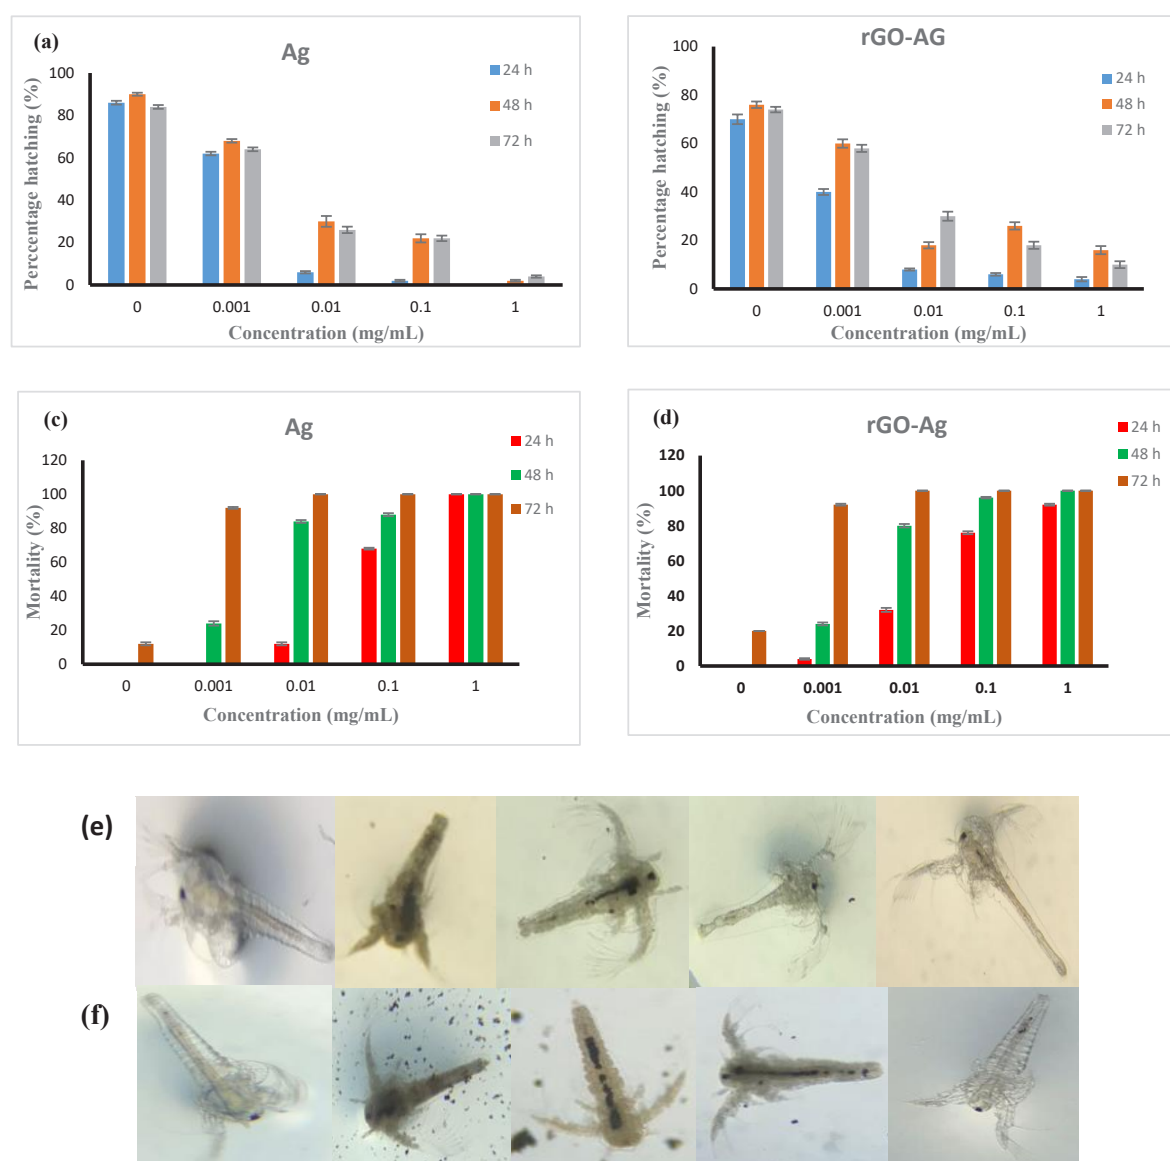 (a)
Ag
Perccentage hatching (%)
100
80
60
40
20
0
0 0.001 0.01 0.1 1
Concentration (mg/mL)
24 h
48 h
72 h
rGO-AG
Percentage hatching (%)
100
80
60
40
20
0
0 0.001 0.01 0.1 1
Concentration (mg/mL)
24 h
48 h
72 h
(c)
Ag
Mortality (%)
120
100
80
60
40
20
0
0 0.001 0.01 0.1 1
Concentration (mg/mL)
24 h
48 h
72 h
(d)
rGO-Ag
Mortality (%)
120
100
80
60
40
20
0
0 0.001 0.01 0.1 1
Concentration (mg/mL)
24 h
48 h
72 h
(e)
(f)